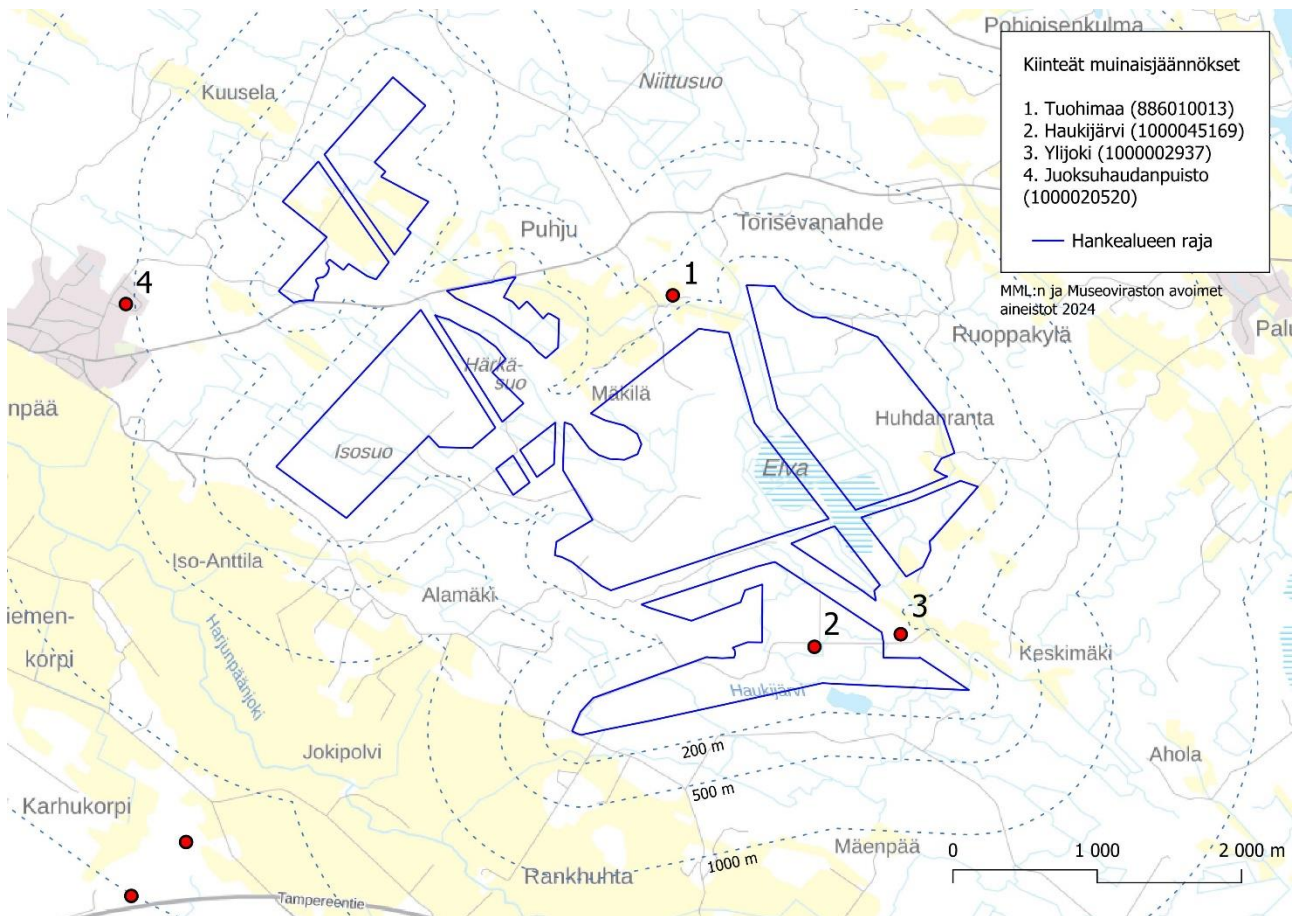 Pohjoisenkulma
Kiinteät muinaisjäännökset
1. Tuohimaa (886010013)
2. Haukijärvi (1000045169)
3. Ylijoki (1000002937)
4. Juoksuhaudanpuisto
(1000020520)
Hankealueen raja
MML:n ja Museoviraston avoimet
aineistot 2024
Kuusela
Niittusuo
Puhju
Torisevanahde
4
1
Ruoppakylä
Palu
Härkä-
suo
Mäkilä
npää
Huhdanranta
Isosuo
Elva
Iso-Anttila
Alamäki
iemen-
korpi
Harjunpäänjoki
2
3
Keskimäki
Haukijärvi
Jokipolvi
200 m
Ahola
500 m
Karhukorpi
1000 m
Mäenpää
0 1 000 2 000 m
Rankhuhta
Tampereentie